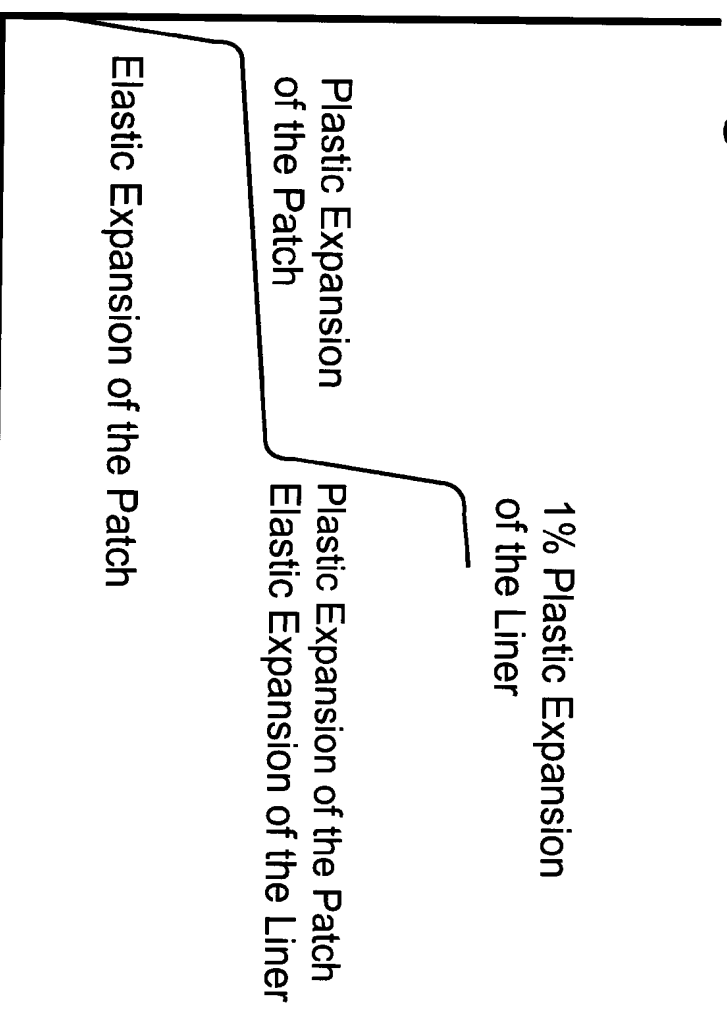 1% Plastic Expansion
of the Liner
Plastic Expansion
of the Patch
Plastic Expansion of the Patch
Elastic Expansion of the Liner
Elastic Expansion of the Patch